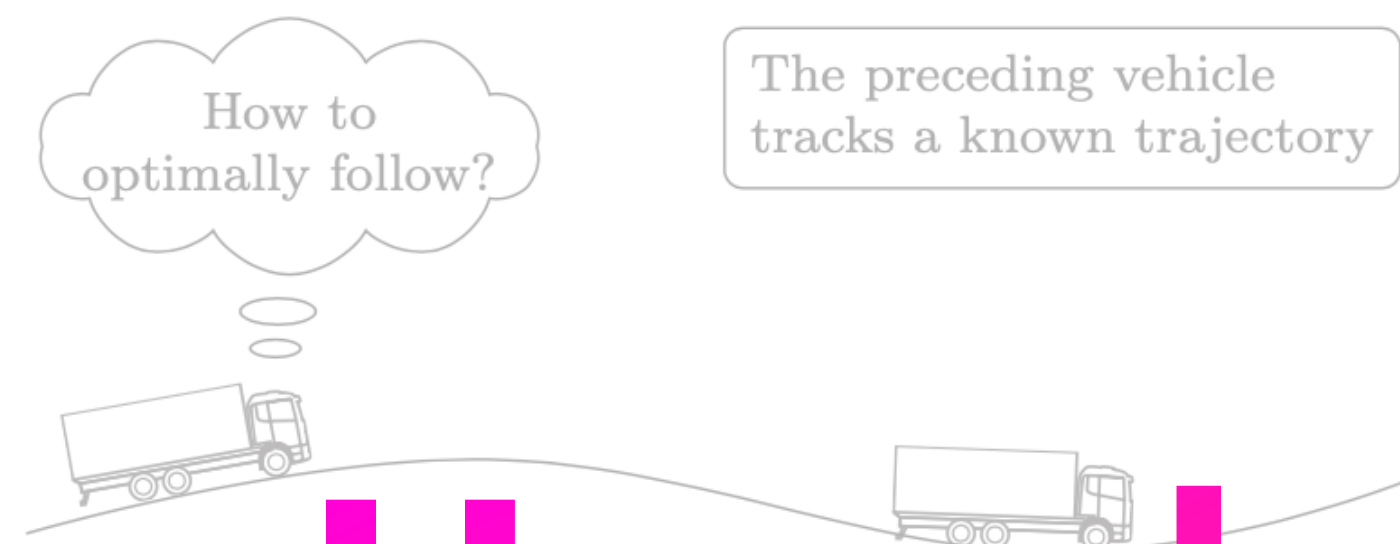 How to
optimally follow?
The preceding vehicle
tracks a known trajectory